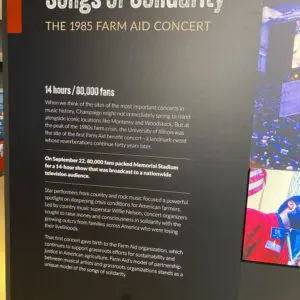 Songs of Solidarity
THE 1985 FARM AID CONCERT
14 hours / 80,000 fans
When we think of the sites of the most important concerts in
music history, Champaign might not immediately spring to mind
alongside iconic locations like Monterey and Woodstock. But at
the peak of the 1980s farm crisis, the University of Illinois was
the site of the first Farm Aid benefit concert—a landmark event
whose reverberations continue forty years later.
On September 22, 80,000 fans packed Memorial Stadium
for a 14-hour show that was broadcast to a nationwide
television audience.
Star performers from country and rock music focused a powerful
spotlight on deepening crisis conditions for American farmers.
Led by country music superstar Willie Nelson, concert organizers
sought to raise money and consciousness in solidarity with the
growing outcry from families across America who were losing
their livelihoods.
That first concert gave birth to the Farm Aid organization, which
continues to support grassroots efforts for sustainability and
justice in American agriculture. Farm Aid's model of partnership
between musical artists and grassroots organizations stands as a
unique model of the songs of solidarity.